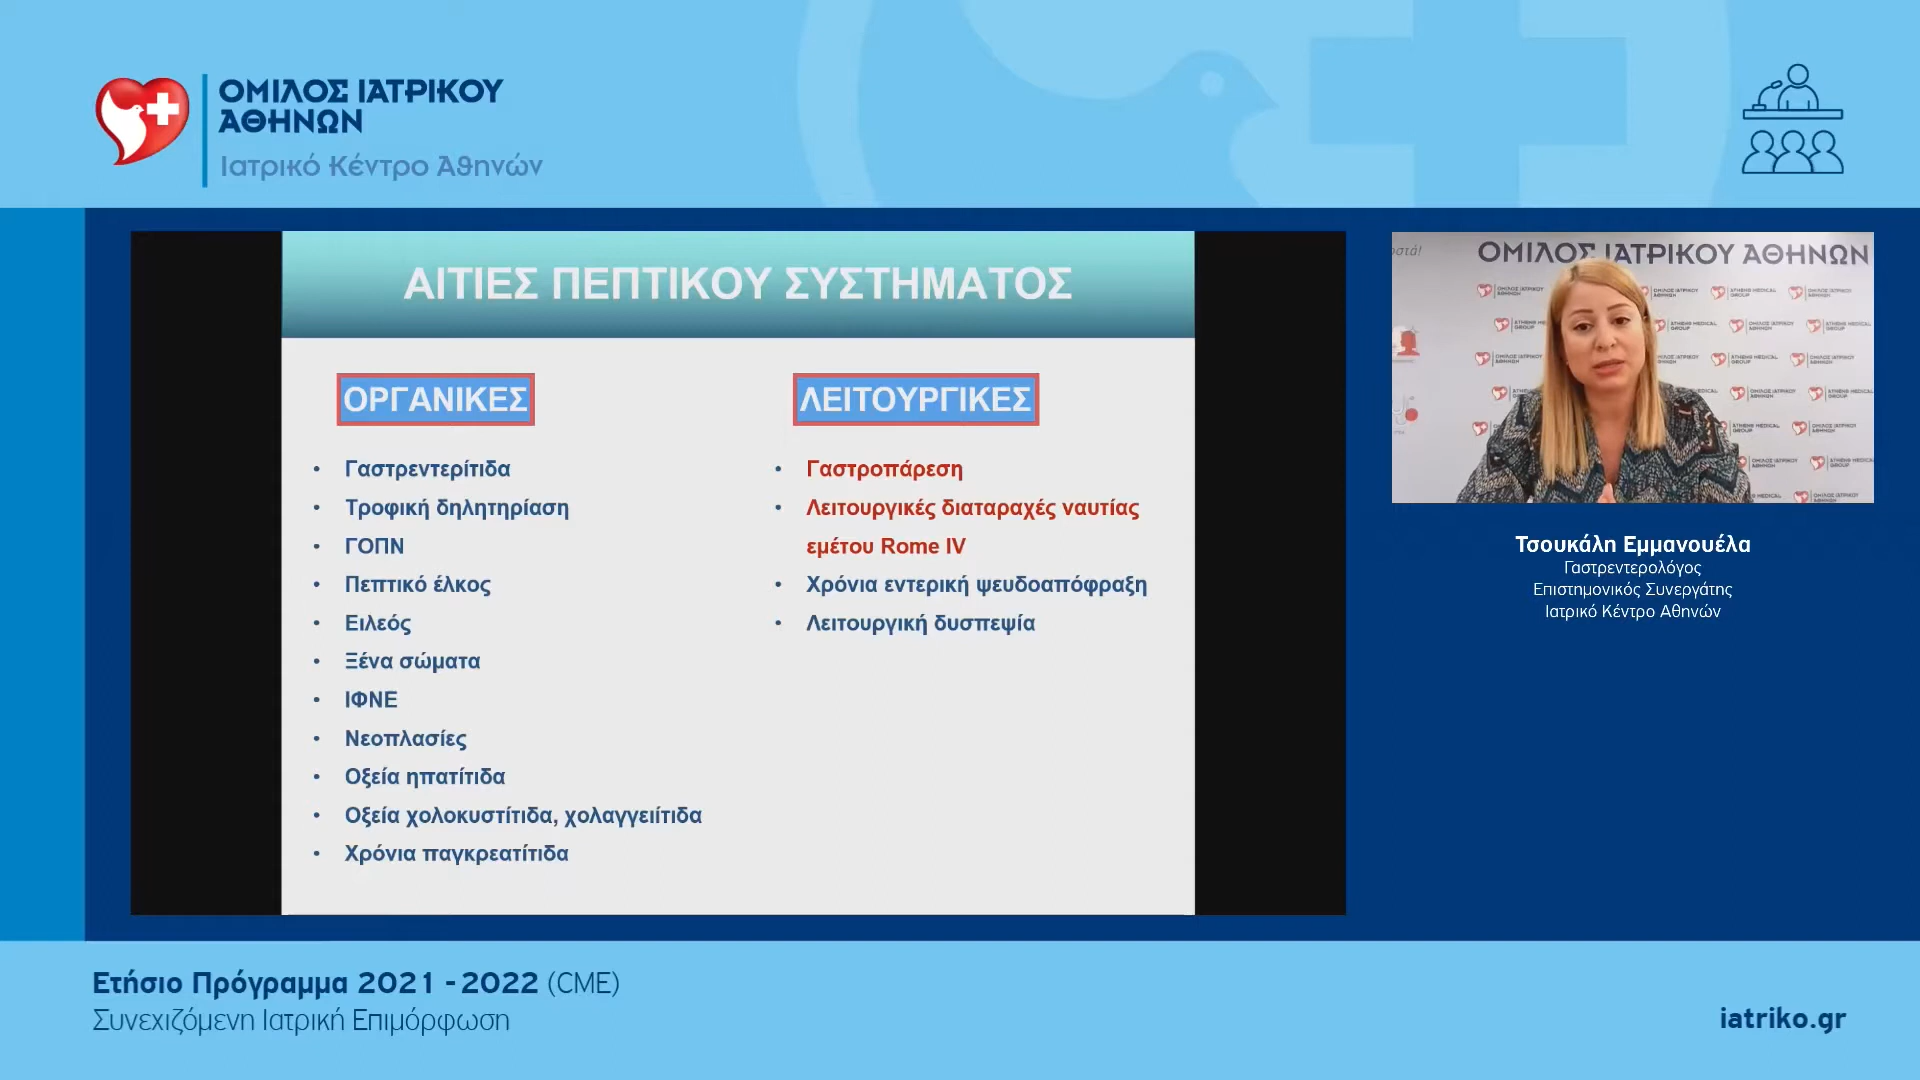 ΟΜΙΛΟΣ ΙΑΤΡΙΚΟΥ
ΑΘΗΝΩΝ
Ιατρικό Κέντρο Αθηνών
ΑΙΤΙΕΣ ΠΕΠΤΙΚΟΥ ΣΥΣΤΗΜΑΤΟΣ
ΟΡΓΑΝΙΚΕΣ
• Γαστρεντερίτιδα
• Τροφική δηλητηρίαση
• ΓΟΠΝ
• Πεπτικό έλκος
• Ειλεός
• Ξένα σώματα
• ΙΦΝΕ
• Νεοπλασίες
• Οξεία ηπατίτιδα
• Οξεία χολοκυστίτιδα, χολαγγειίτιδα
• Χρόνια παγκρεατίτιδα
ΛΕΙΤΟΥΡΓΙΚΕΣ
• Γαστροπάρεση
• Λειτουργικές διαταραχές ναυτίας
εμέτου Rome IV
• Χρόνια εντερική ψευδοαπόφραξη
• Λειτουργική δυσπεψία
ΟΜΙΛΟΣ ΙΑΤΡΙΚΟΥ ΑΘΗΝΩΝ
Τσουκάλη Εμμανουέλα
Γαστρεντερολόγος
Επιστημονικός Συνεργάτης
Ιατρικό Κέντρο Αθηνών
Ετήσιο Πρόγραμμα 2021 - 2022 (CME)
Συνεχιζόμενη Ιατρική Επιμόρφωση
iatriko.gr